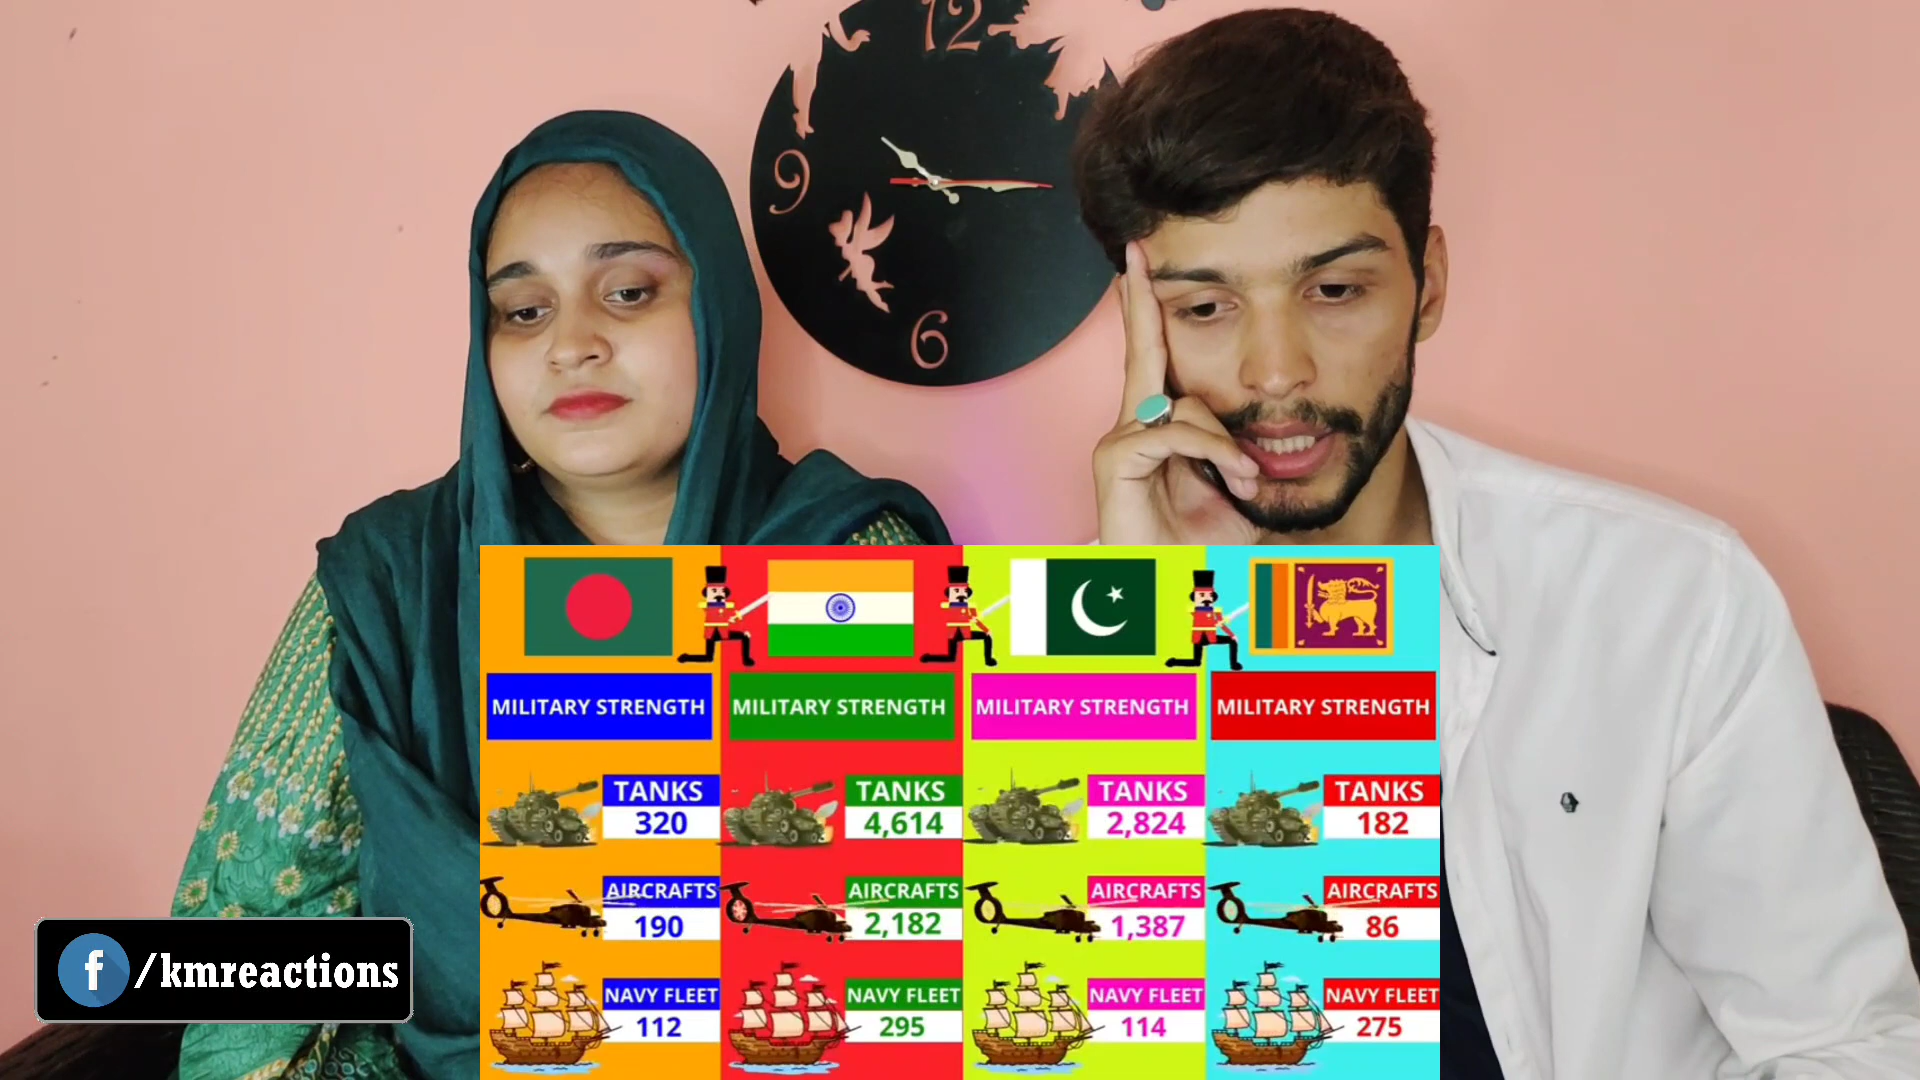 12
9
6
MILITARY STRENGTH MILITARY STRENGTH MILITARY STRENGTH MILITARY STRENGTH
TANKS TANKS TANKS TANKS
320 4,614 2,824 182
AIRCRAFTS AIRCRAFTS AIRCRAFTS AIRCRAFTS
190 2,182 1,387 86
NAVY FLEET NAVY FLEET NAVY FLEET NAVY FLEET
112 295 114 275
f/kmreactions